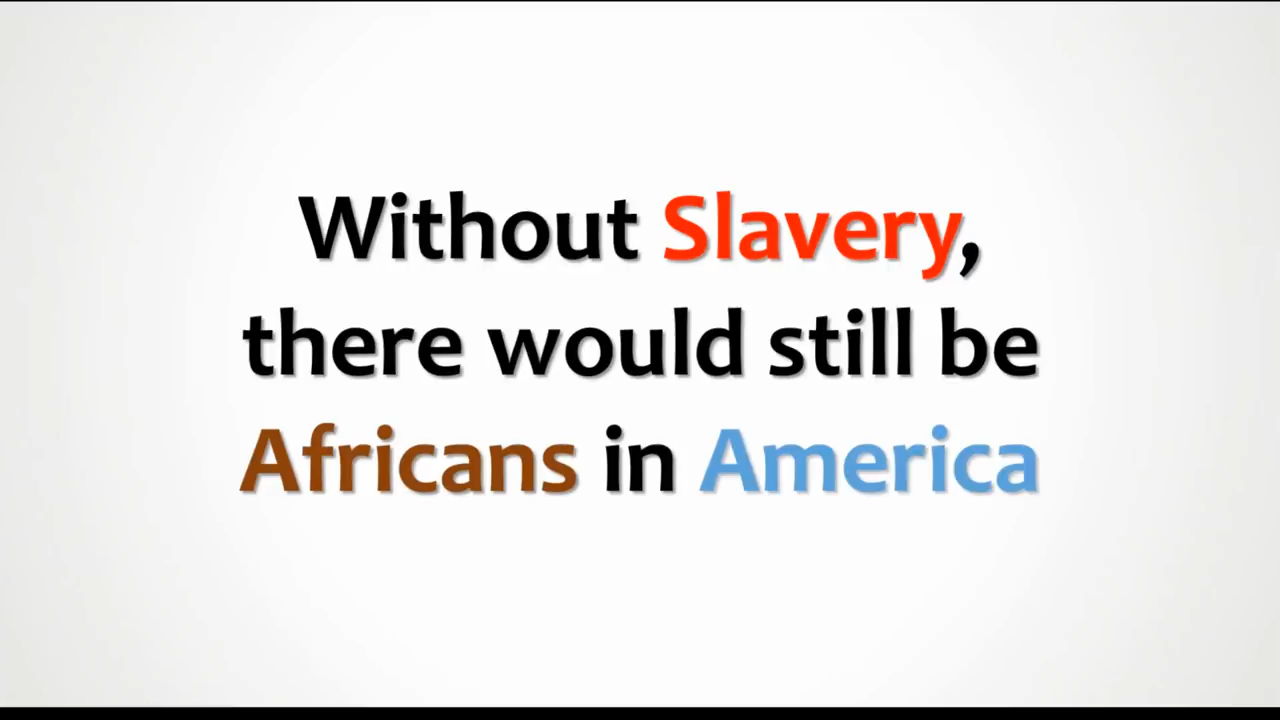 Without Slavery,
there would still be
Africans in America